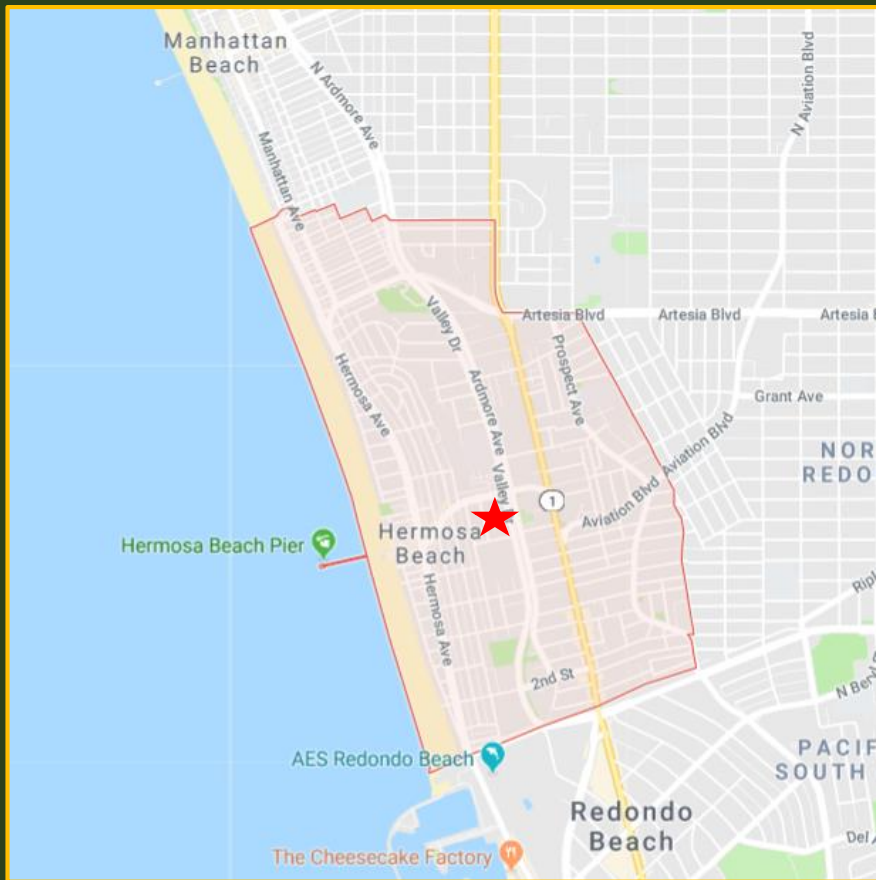 Manhattan
Beach
N Ardmore Ave
N Aviation Blvd
Manhattan Ave
Artesia Blvd
Artesia Blvd
Artesia
Valley Dr
Prospect Ave
Hermosa Ave
Ardmore Ave
Grant Ave
Aviation Blvd
NOR
REDO
Valley
1
Aviation Blvd
Hermosa
Beach
Hermosa Beach Pier
Ripl
Hermosa Ave
2nd St
N Ber
AES Redondo Beach
PACIF
SOUTH
Redondo
Beach
Del
The Cheesecake Factory